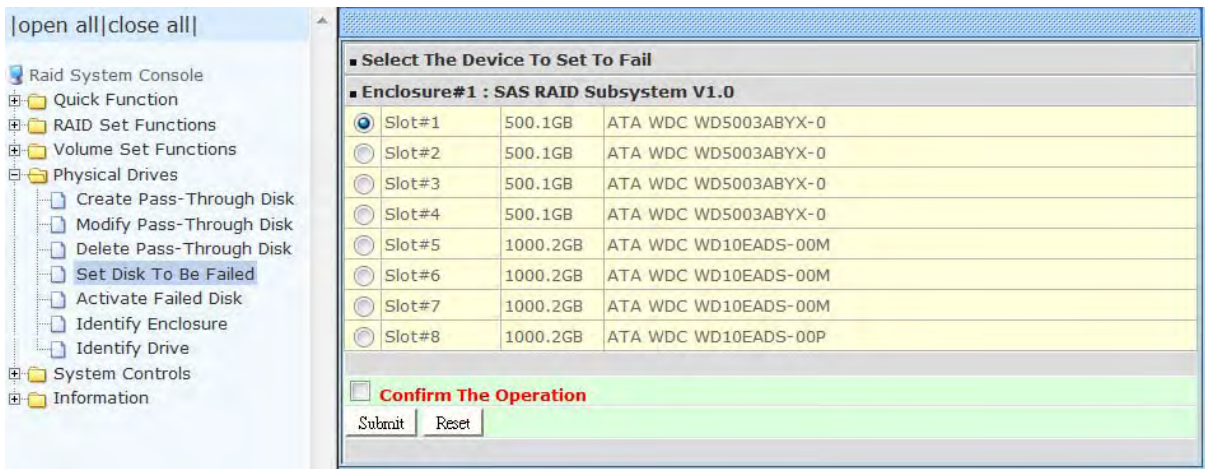 |open all|close all|
Raid System Console
Quick Function
RAID Set Functions
Volume Set Functions
Physical Drives
Create Pass-Through Disk
Modify Pass-Through Disk
Delete Pass-Through Disk
Set Disk To Be Failed
Activate Failed Disk
Identify Enclosure
Identify Drive
System Controls
Information
Select The Device To Set To Fail
Enclosure#1 : SAS RAID Subsystem V1.0
Slot#1 500.1GB ATA WDC WD5003ABYX-0
Slot#2 500.1GB ATA WDC WD5003ABYX-0
Slot#3 500.1GB ATA WDC WD5003ABYX-0
Slot#4 500.1GB ATA WDC WD5003ABYX-0
Slot#5 1000.2GB ATA WDC WD10EADS-00M
Slot#6 1000.2GB ATA WDC WD10EADS-00M
Slot#7 1000.2GB ATA WDC WD10EADS-00M
Slot#8 1000.2GB ATA WDC WD10EADS-00P
Confirm The Operation
Submit Reset